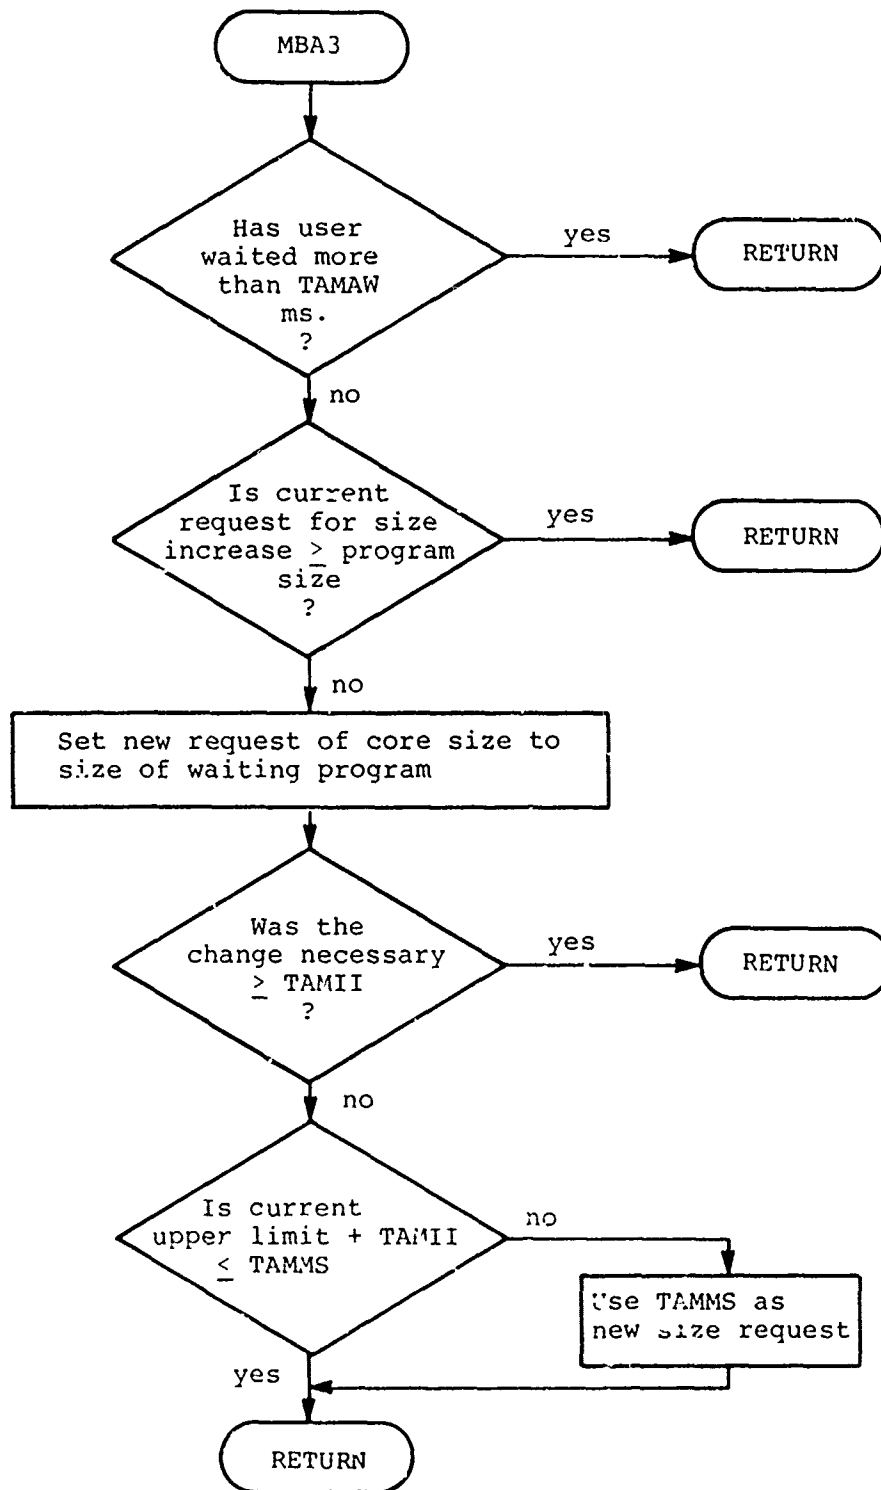 MBA3
Has user
waited more
than TAMAW
ms.
?
yes
RETURN
no
Is current
request for size
increase ≥ program
size
?
yes
RETURN
no
Set new request of core size to
size of waiting program
Was the
change necessary
≥ TAMII
?
yes
RETURN
no
Is current
upper limit + TAMII
≤ TAMMS
no
Use TAMMS as
new size request
yes
RETURN